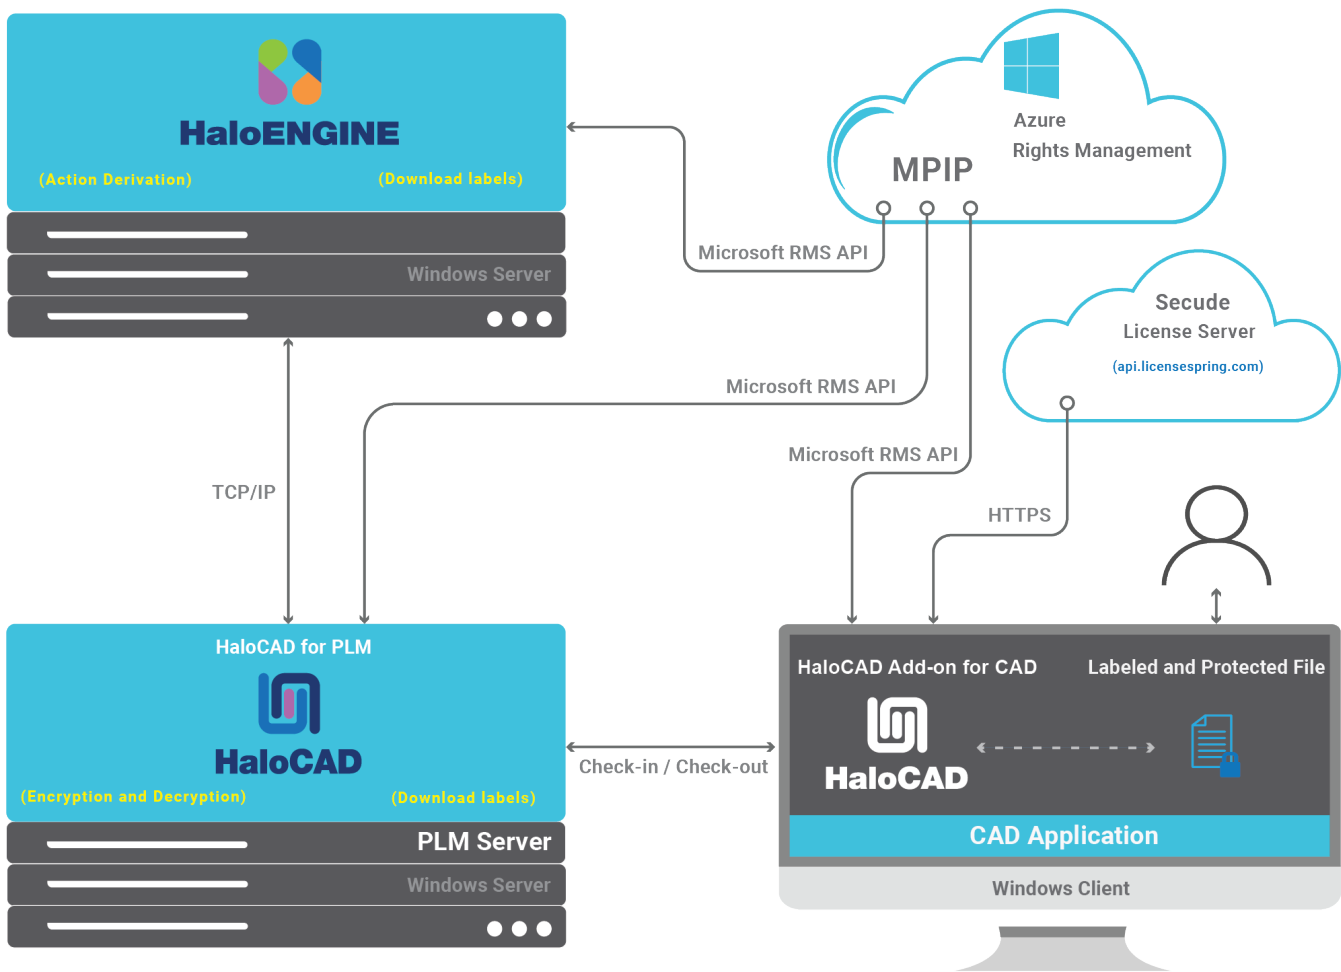 HaloENGINE
(Action Derivation)
(Download labels)
Windows Server
Azure
Rights Management
MPIP
Microsoft RMS API
Secude
License Server
(api.licensespring.com)
Microsoft RMS API
Microsoft RMS API
TCP/IP
HTTPS
HaloCAD for PLM
HaloCAD
(Encryption and Decryption)
(Download labels)
PLM Server
Windows Server
Check-in / Check-out
HaloCAD Add-on for CAD
Labeled and Protected File
HaloCAD
CAD Application
Windows Client